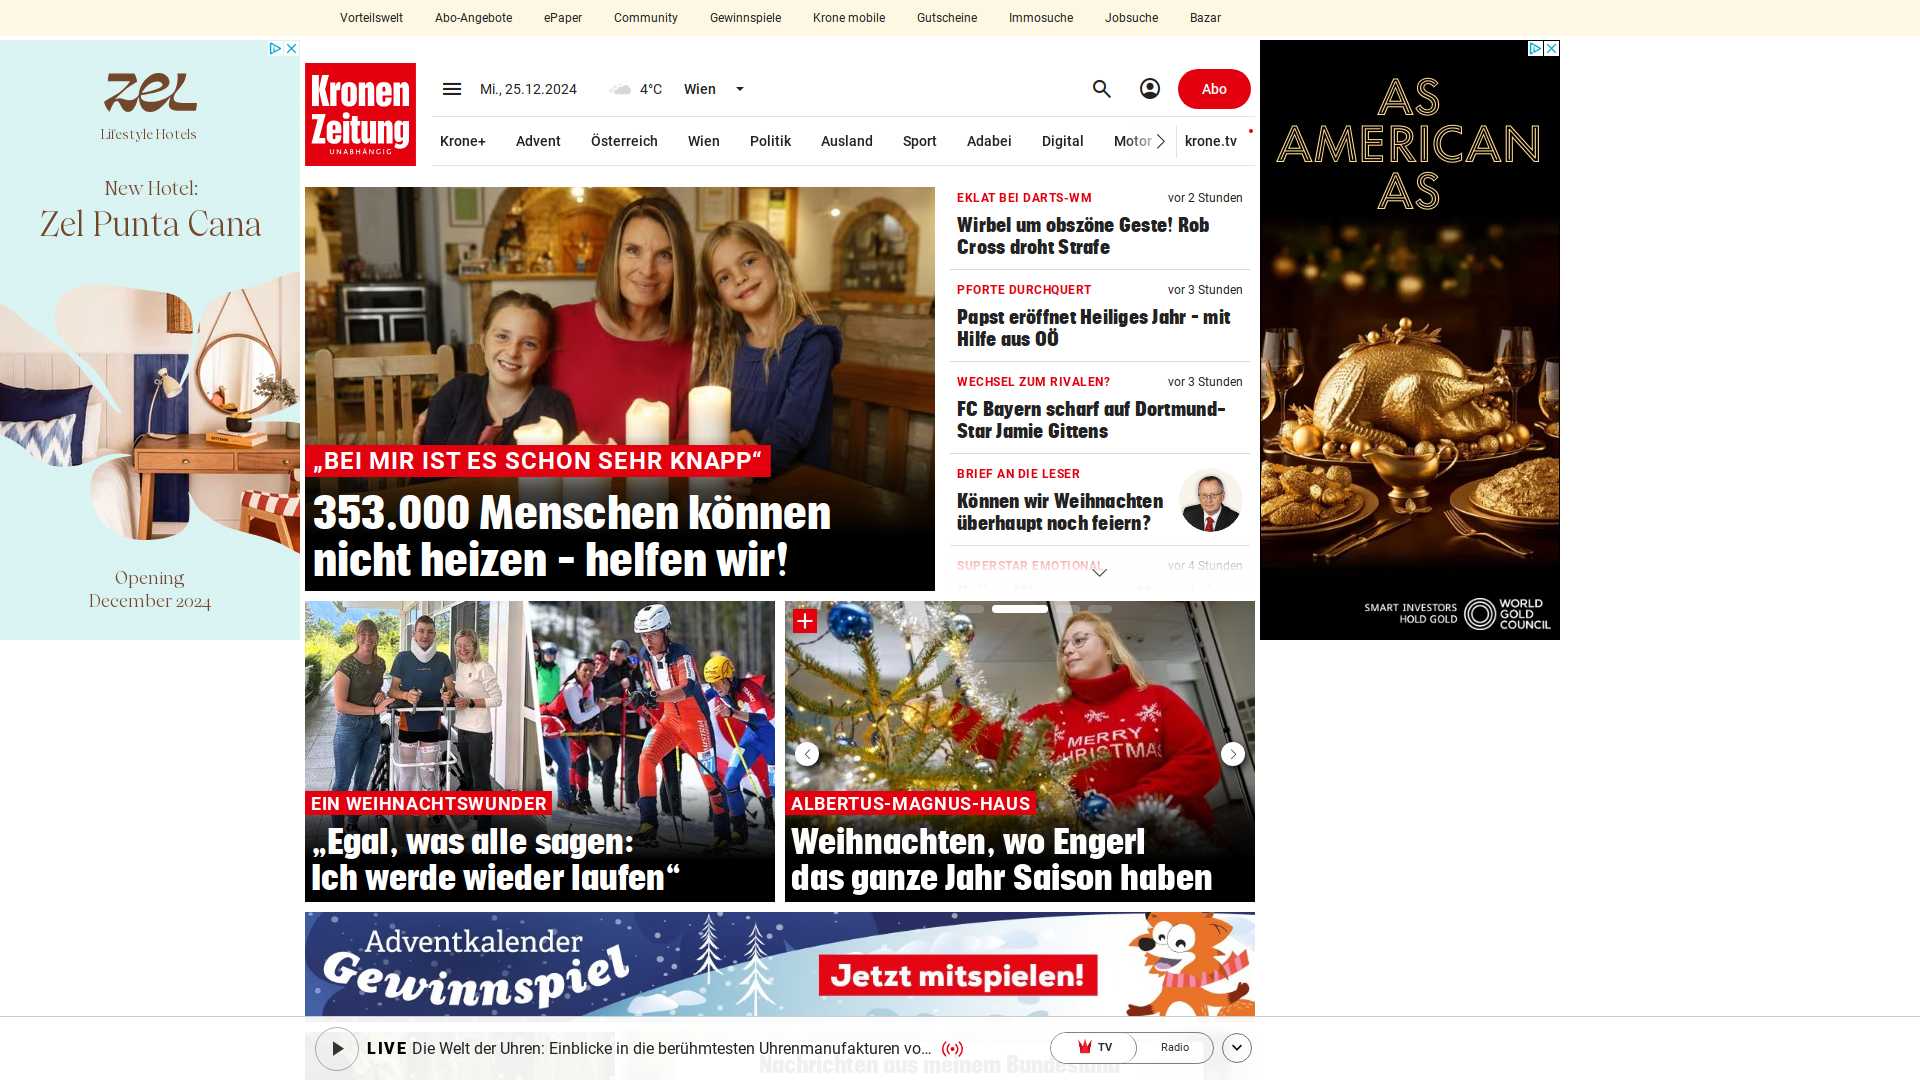 Vorteilswelt Abo-Angebote ePaper Community Gewinnspiele Krone mobile Gutscheine Immosuche Jobsuche Bazar
zel
Lifestyle Hotels
New Hotel:
Zel Punta Cana
Opening
December 2024
Kronen
Zeitung
UNABHÄNGIG
Mi., 25.12.2024 4°C Wien Abo
Krone+ Advent Österreich Wien Politik Ausland Sport Adabei Digital Motor krone.tv
„BEI MIR IST ES SCHON SEHR KNAPP“
353.000 Menschen können
nicht heizen – helfen wir!
EKLAT BEI DARTS-WM vor 2 Stunden
Wirbel um obszöne Geste! Rob
Cross droht Strafe
PFORTE DURCHQUERT vor 3 Stunden
Papst eröffnet Heiliges Jahr – mit
Hilfe aus OÖ
WECHSEL ZUM RIVALEN? vor 3 Stunden
FC Bayern scharf auf Dortmund-
Star Jamie Gittens
BRIEF AN DIE LESER
Können wir Weihnachten
überhaupt noch feiern?
SUPERSTAR EMOTIONAL vor 4 Stunden
AS
AMERICAN
AS
SMART INVESTORS
HOLD GOLD
WORLD
GOLD
COUNCIL
EIN WEIHNACHTSWUNDER
„Egal, was alle sagen:
Ich werde wieder laufen“
MERRY
CHRISTMAS
ALBERTUS-MAGNUS-HAUS
Weihnachten, wo Engerl
das ganze Jahr Saison haben
Adventkalender
Gewinnspiel
Jetzt mitspielen!
LIVE Die Welt der Uhren: Einblicke in die berühmtesten Uhrenmanufakturen vo... TV Radio
Nachrichten aus meinem Bundesland